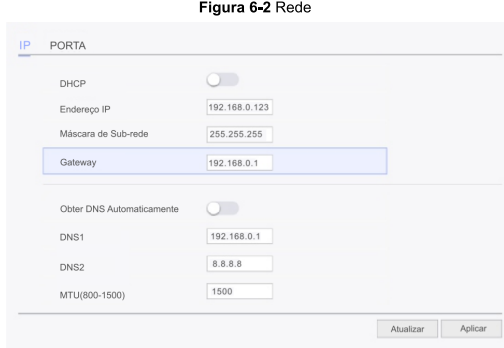 Figura 6-2 Rede
IP PORTA
DHCP
Endereço IP 192.168.0.123
Máscara de Sub-rede 255.255.255
Gateway 192.168.0.1
Obter DNS Automaticamente
DNS1 192.168.0.1
DNS2 8.8.8.8
MTU(800-1500) 1500
Atualizar Aplicar